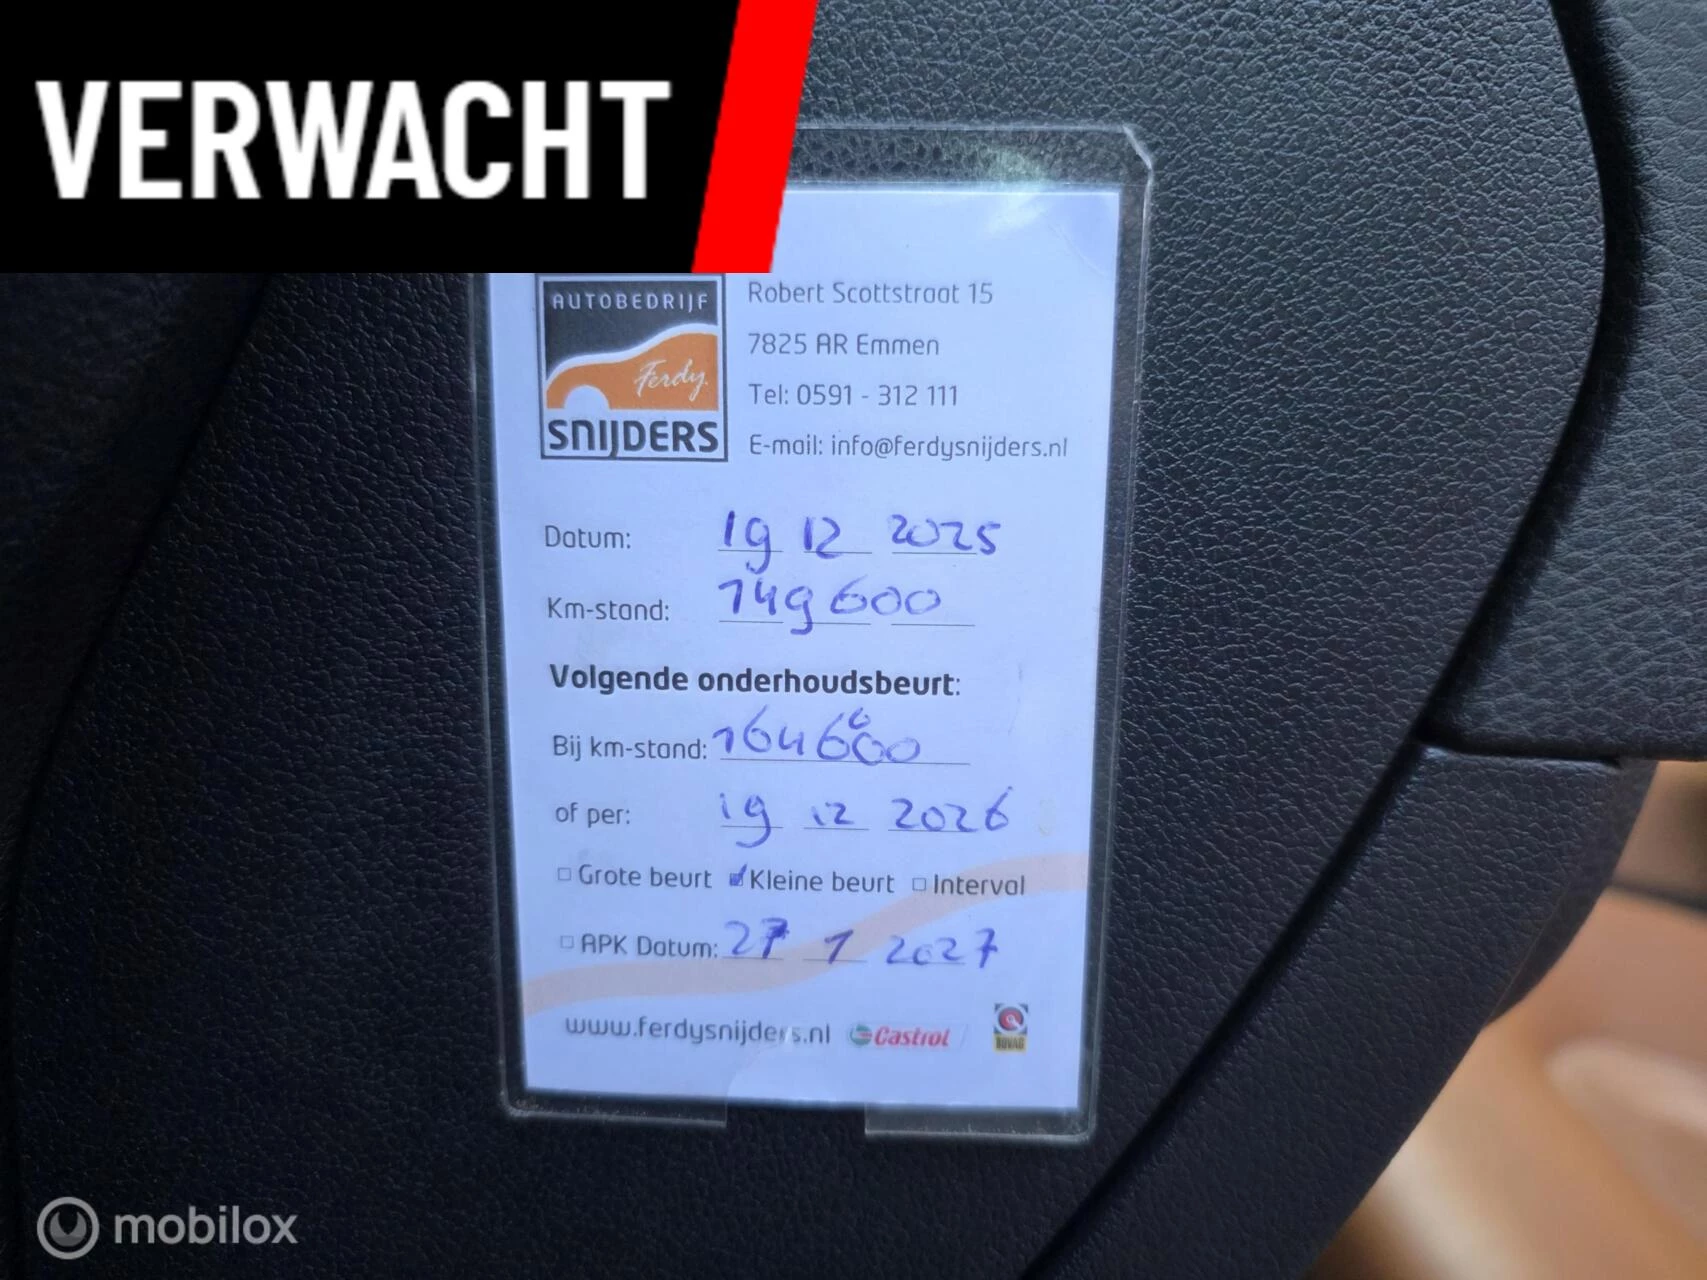 VERWACHT
AUTOBEDRIJF
Ferdy
SNIJDERS
Robert Scottstraat 15
7825 AR Emmen
Tel: 0591 - 312 111
E-mail: info@ferdysnijders.nl
Datum: 19 12 2025
Km-stand: 149600
Volgende onderhoudsbeurt:
Bij km-stand: 164600
of per: 19 12 2026
Grote beurt Kleine beurt Interval
APK Datum: 27 1 2027
www.ferdysnijders.nl Castrol BOVAG
mobilox